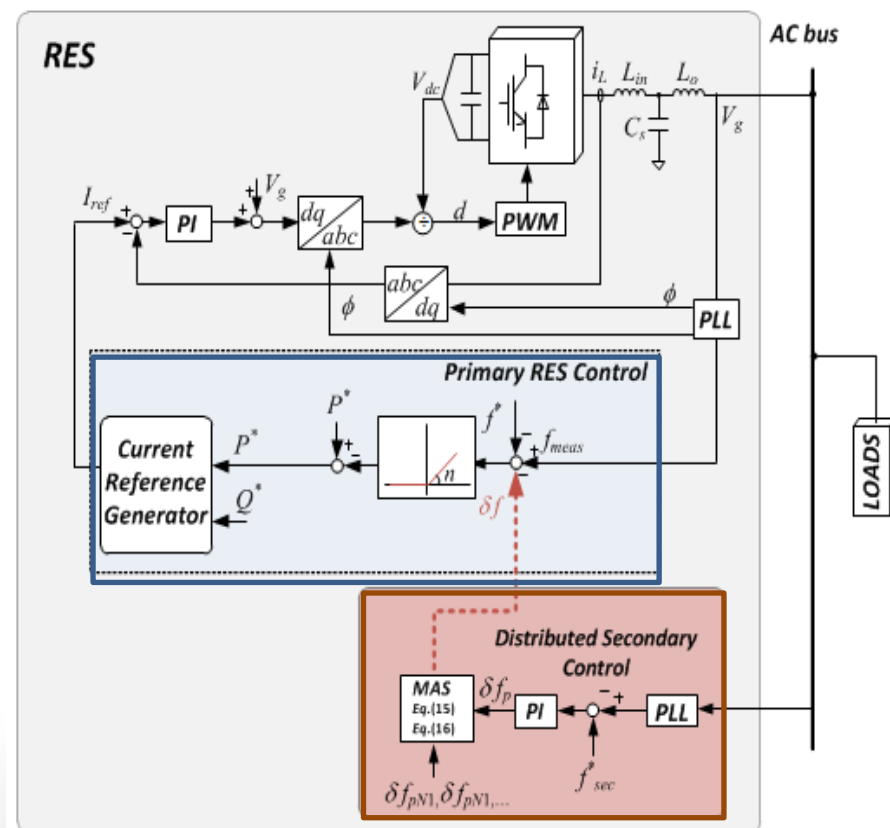 RES
AC bus
V_dc
i_L
L_in
L_o
C_s
V_g
I_ref
+
−
PI
+
V_g
+
dq
abc
÷
d
PWM
abc
dq
ϕ
ϕ
PLL
Primary RES Control
P*
f*
−
f_meas
+
−
n
+
−
P*
Current
Reference
Generator
Q*
δf
LOADS
Distributed Secondary
Control
MAS
Eq.(15)
Eq.(16)
δf_p
PI
−
+
PLL
f*_sec
δf_pN1,δf_pN1,...